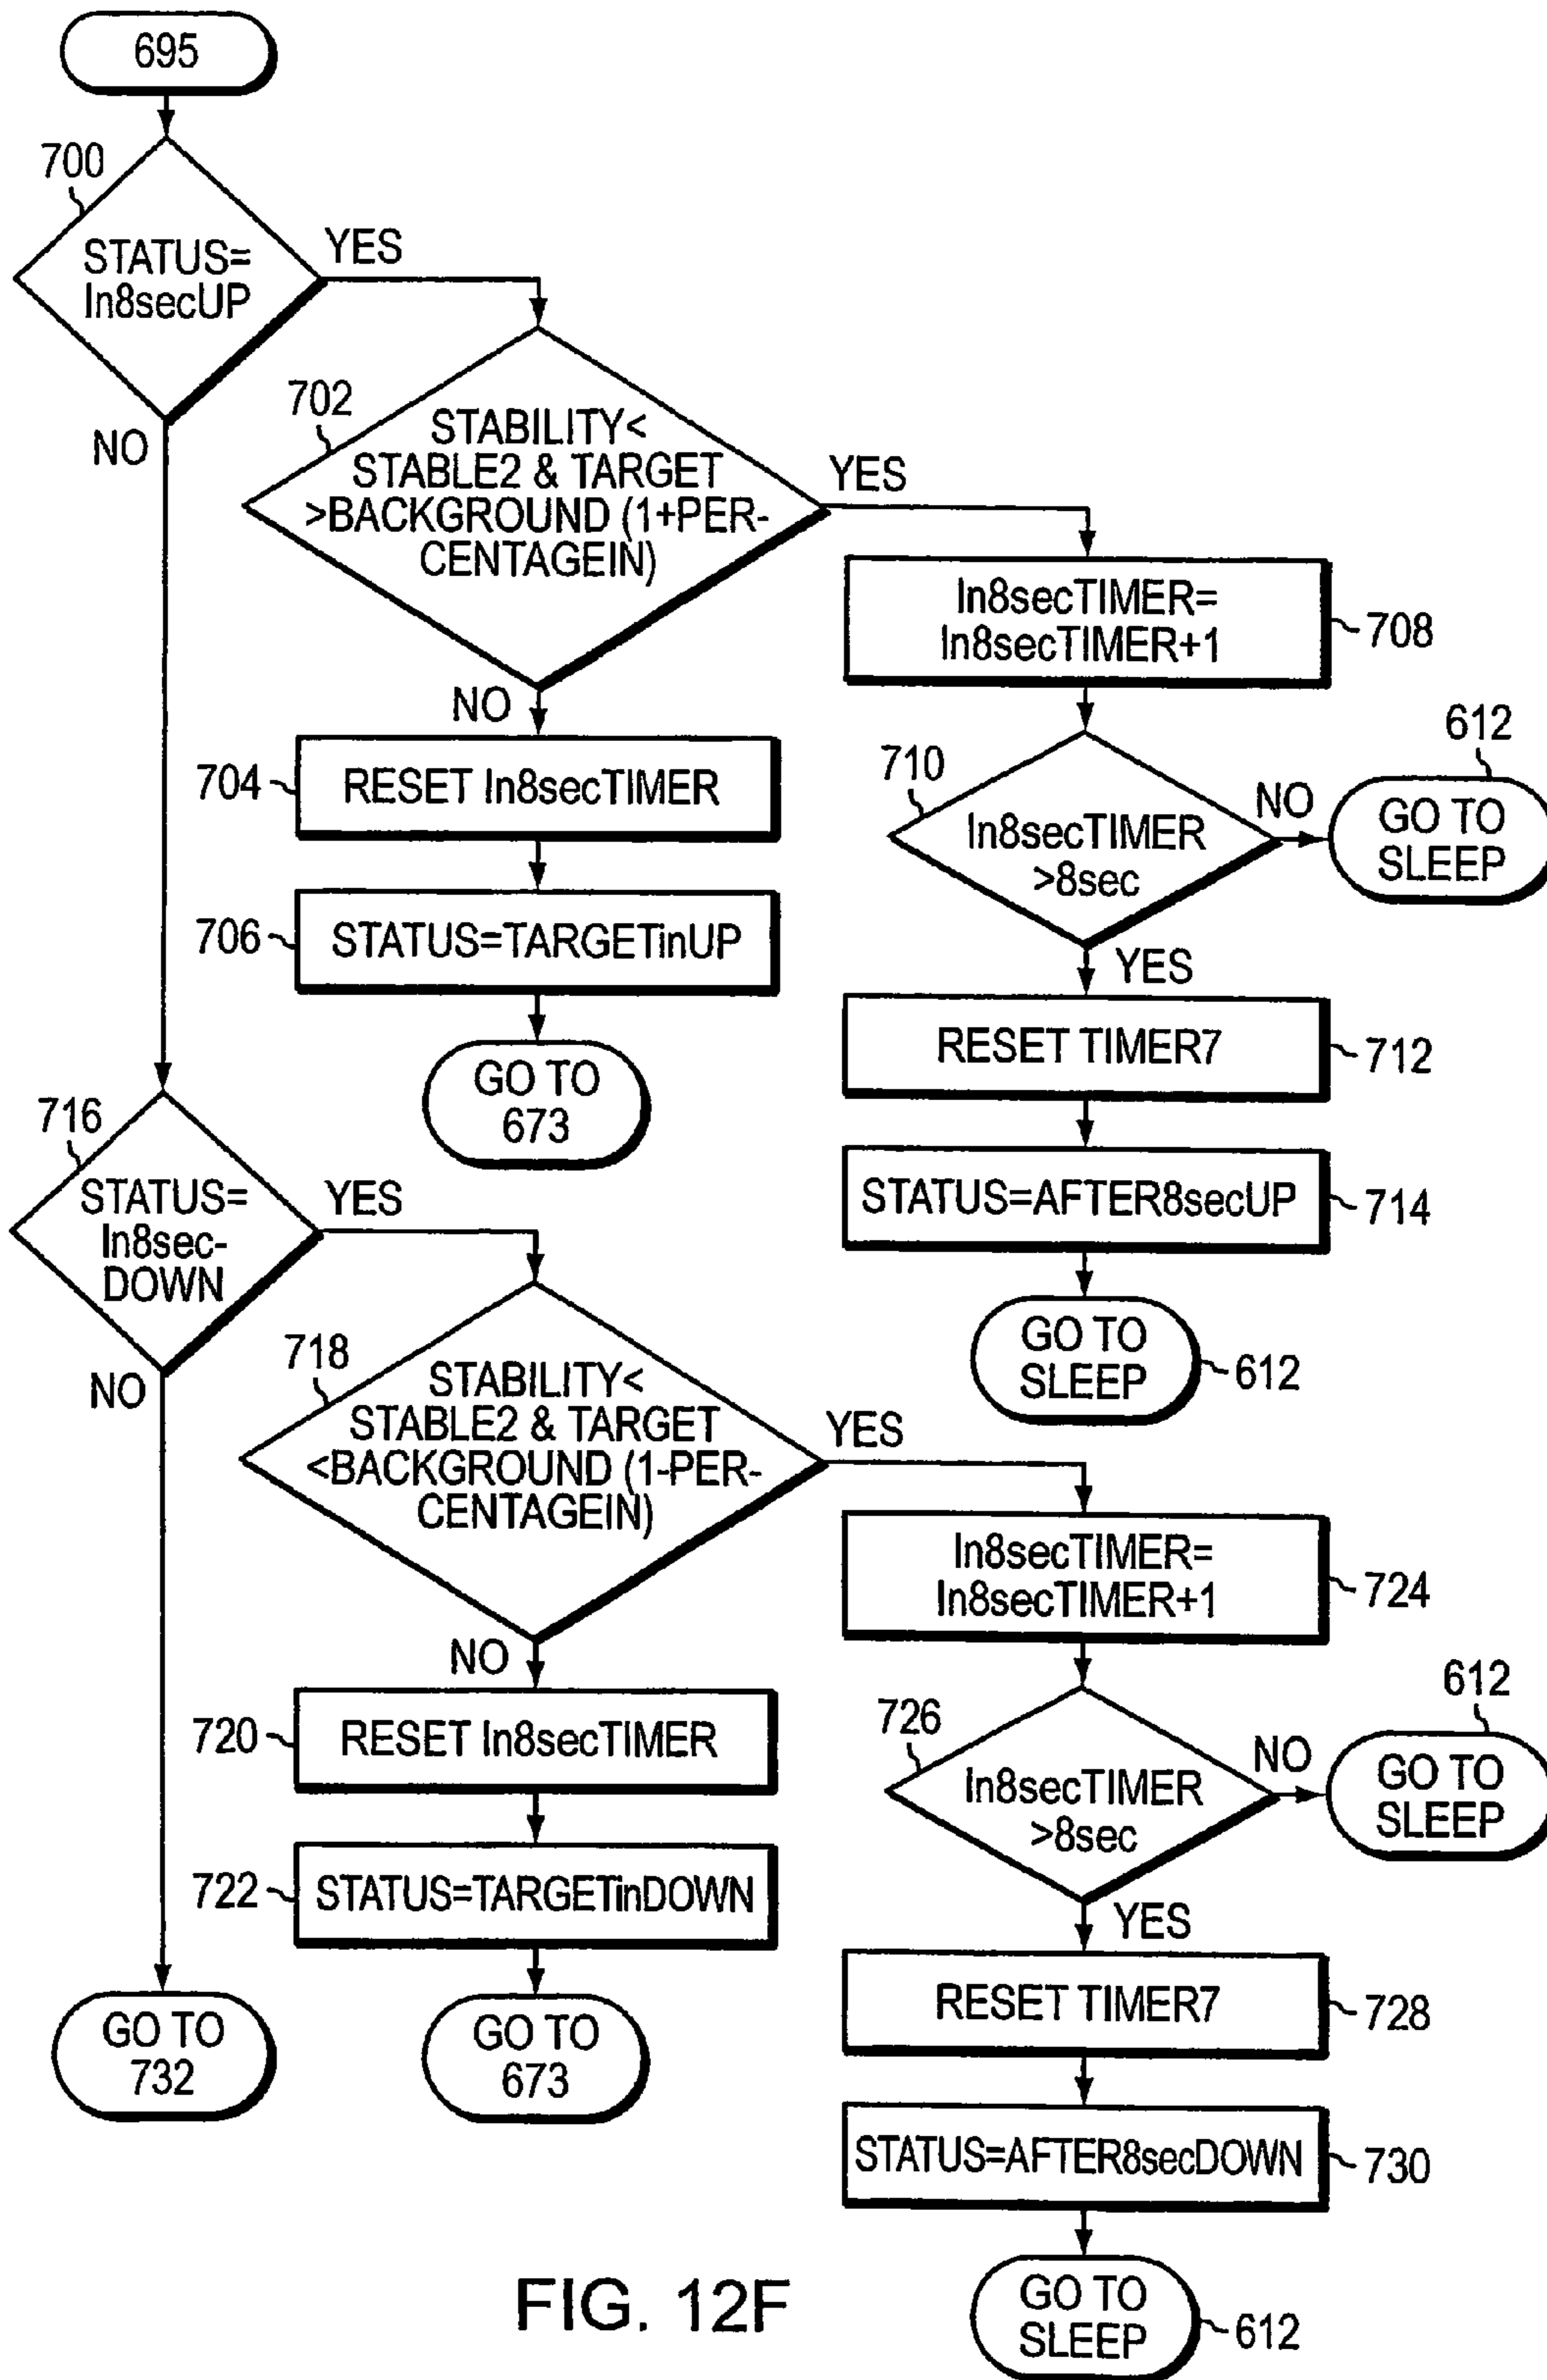 695
700
STATUS=
In8secUP
YES
NO
702
STABILITY<
STABLE2 & TARGET
>BACKGROUND (1+PER-
CENTAGEIN)
YES
NO
704
RESET In8secTIMER
706
STATUS=TARGETinUP
GO TO
673
In8secTIMER=
In8secTIMER+1
708
710
In8secTIMER
>8sec
NO
612
GO TO
SLEEP
YES
RESET TIMER7
712
STATUS=AFTER8secUP
714
GO TO
SLEEP
612
716
STATUS=
In8sec-
DOWN
YES
NO
718
STABILITY<
STABLE2 & TARGET
<BACKGROUND (1-PER-
CENTAGEIN)
YES
NO
720
RESET In8secTIMER
722
STATUS=TARGETinDOWN
GO TO
732
GO TO
673
In8secTIMER=
In8secTIMER+1
724
726
In8secTIMER
>8sec
NO
612
GO TO
SLEEP
YES
RESET TIMER7
728
STATUS=AFTER8secDOWN
730
GO TO
SLEEP
612
FIG. 12F